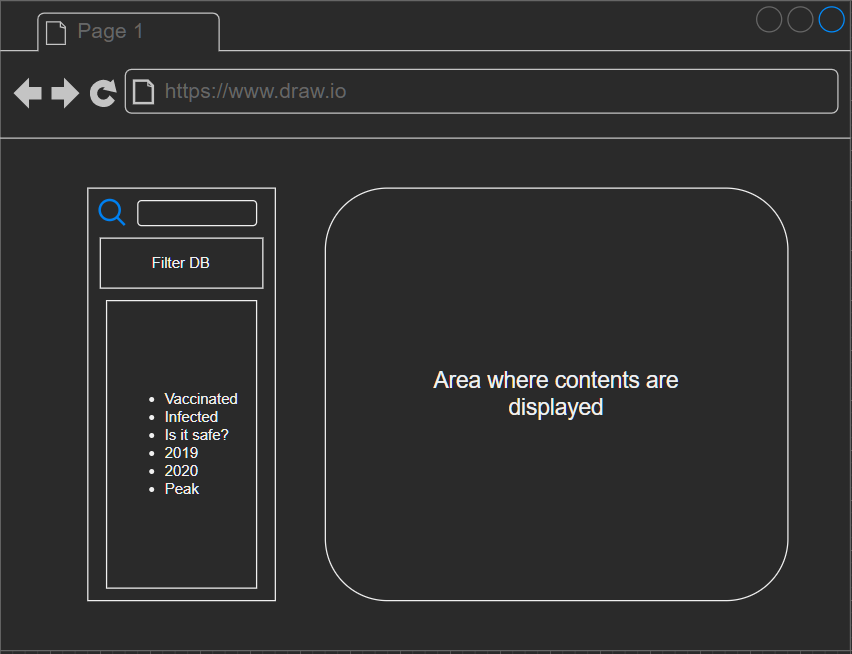 Page 1
https://www.draw.io
Filter DB
Vaccinated
Infected
Is it safe?
2019
2020
Peak
Area where contents are
displayed